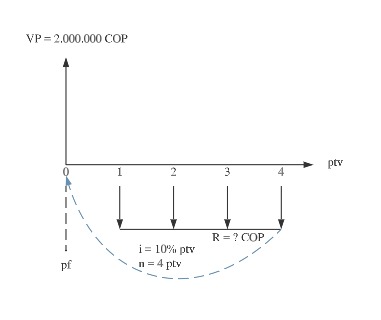 VP = 2.000.000 COP
ptv
0 1 2 3 4
R = ? COP
i = 10% ptv
n = 4 ptv
pf